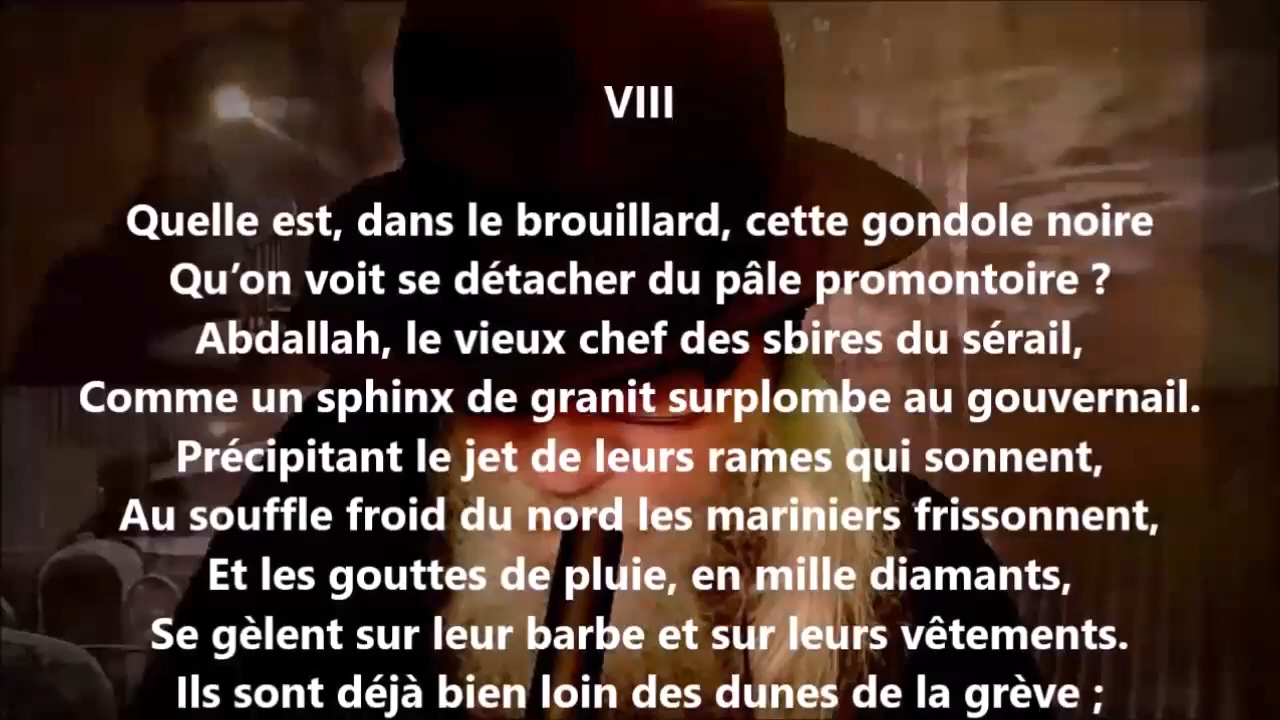 VIII
Quelle est, dans le brouillard, cette gondole noire
Qu’on voit se détacher du pâle promontoire ?
Abdallah, le vieux chef des sbires du sérail,
Comme un sphinx de granit surplombe au gouvernail.
Précipitant le jet de leurs rames qui sonnent,
Au souffle froid du nord les mariniers frissonnent,
Et les gouttes de pluie, en mille diamants,
Se gèlent sur leur barbe et sur leurs vêtements.
Ils sont déjà bien loin des dunes de la grève ;